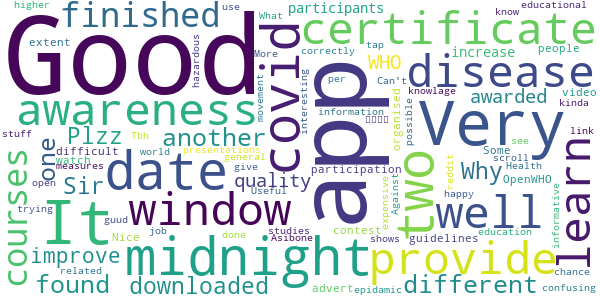 Good
finished
certificate
participants
educational
higher
use
What
know
extent
hazardous
covid
app
disease
awareness
WHO
increase
people
More
correctly
tap
Can't
per
knowlage
video
Plzz
another
awarded
kinda
movement
interesting
information
possible
organised
Very
learn
stuff
one
Tbh
presentations
difficult
watch
world
general
participation
Why
Some
see
link
scroll
Health
OpenWHO
measures
date
quality
give
Useful
Against
expensive
reddit
happy
informative
courses
Sir
It
window
two
well
open
trying
guud
job
studies
contest
education
Nice
done
Asibone
shows
guidelines
improve
midnight
provide
chance
related
found
downloaded
advert
epidamic
different
confusing